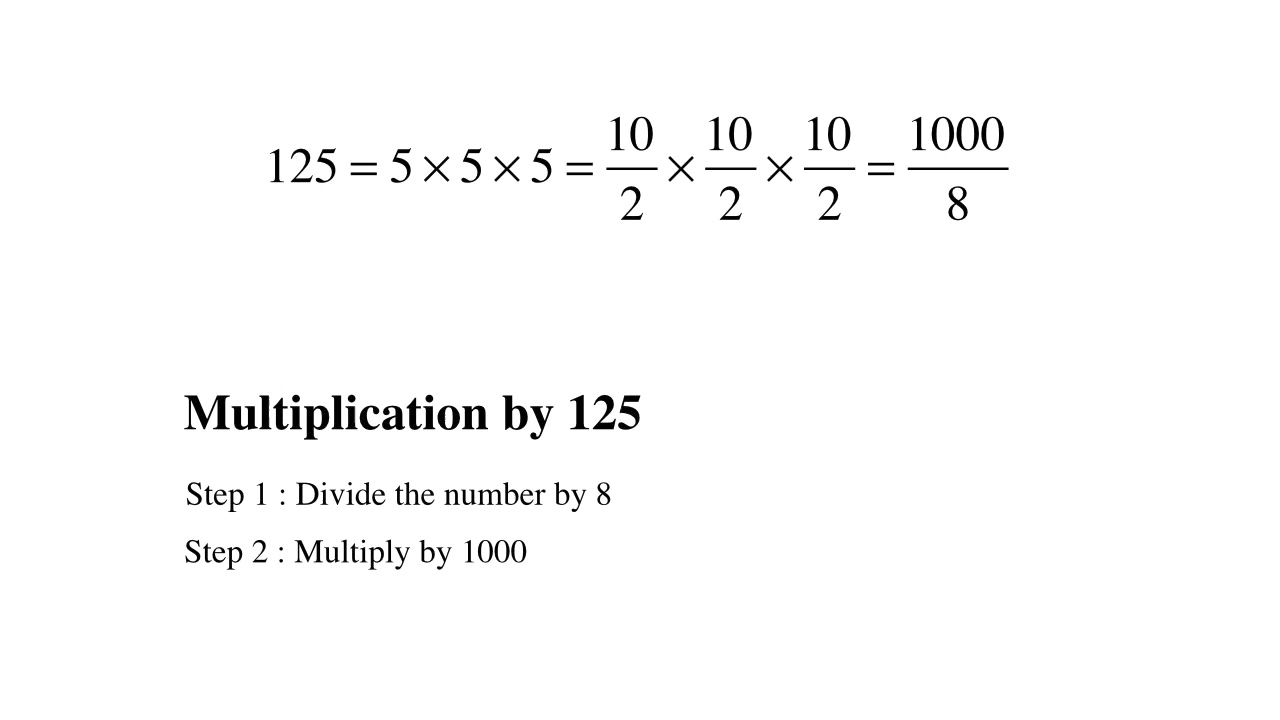 125 = 5 × 5 × 5 = 10/2 × 10/2 × 10/2 = 1000/8
Multiplication by 125
Step 1 : Divide the number by 8
Step 2 : Multiply by 1000